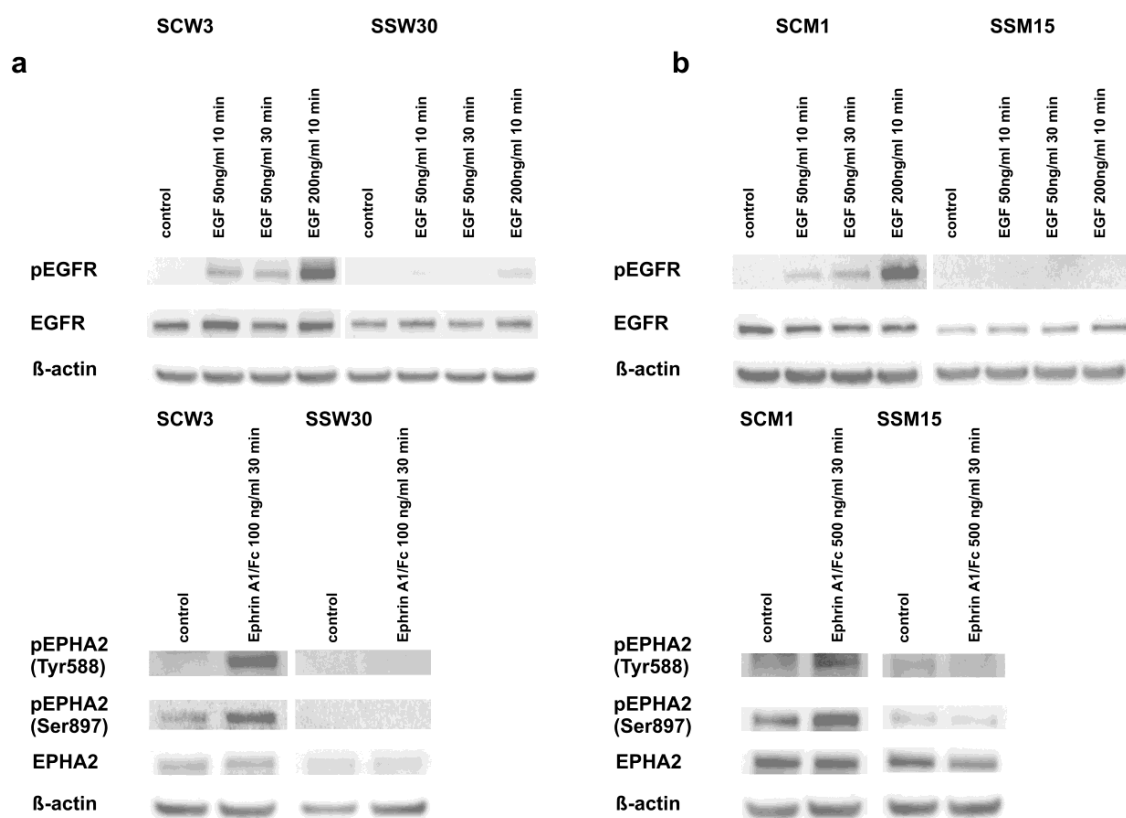 SCW3 SSW30
a
control
EGF 50ng/ml 10 min
EGF 50ng/ml 30 min
EGF 200ng/ml 10 min
control
EGF 50ng/ml 10 min
EGF 50ng/ml 30 min
EGF 200ng/ml 10 min
pEGFR
EGFR
ß-actin
SCW3 SSW30
control
Ephrin A1/Fc 100 ng/ml 30 min
control
Ephrin A1/Fc 100 ng/ml 30 min
pEPHA2
(Tyr588)
pEPHA2
(Ser897)
EPHA2
ß-actin
SCM1 SSM15
b
control
EGF 50ng/ml 10 min
EGF 50ng/ml 30 min
EGF 200ng/ml 10 min
control
EGF 50ng/ml 10 min
EGF 50ng/ml 30 min
EGF 200ng/ml 10 min
pEGFR
EGFR
ß-actin
SCM1 SSM15
control
Ephrin A1/Fc 500 ng/ml 30 min
control
Ephrin A1/Fc 500 ng/ml 30 min
pEPHA2
(Tyr588)
pEPHA2
(Ser897)
EPHA2
ß-actin